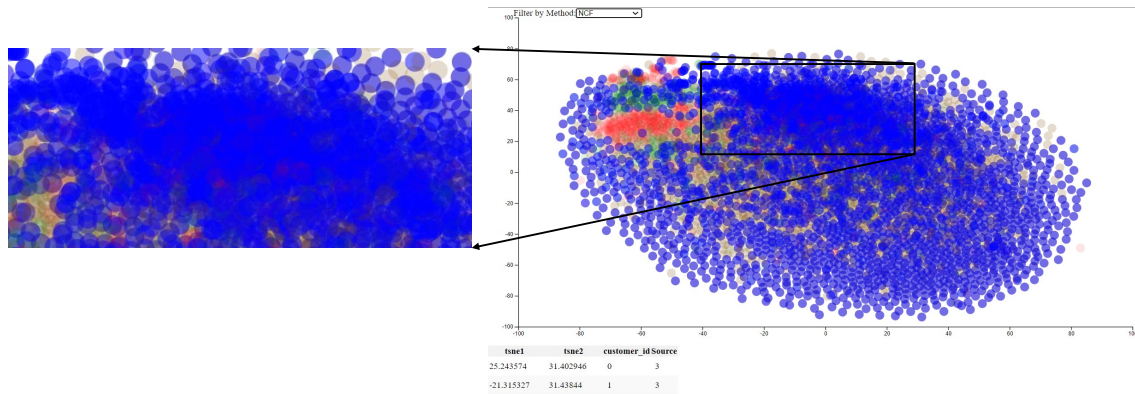 Filter by Method: NCF
100
80
60
40
20
0
-20
-40
-60
-80
-100
-100 -80 -60 -40 -20 0 20 40 60 80 100
tsne1 tsne2 customer_id Source
25.243574 31.402946 0 3
-21.315327 31.43844 1 3